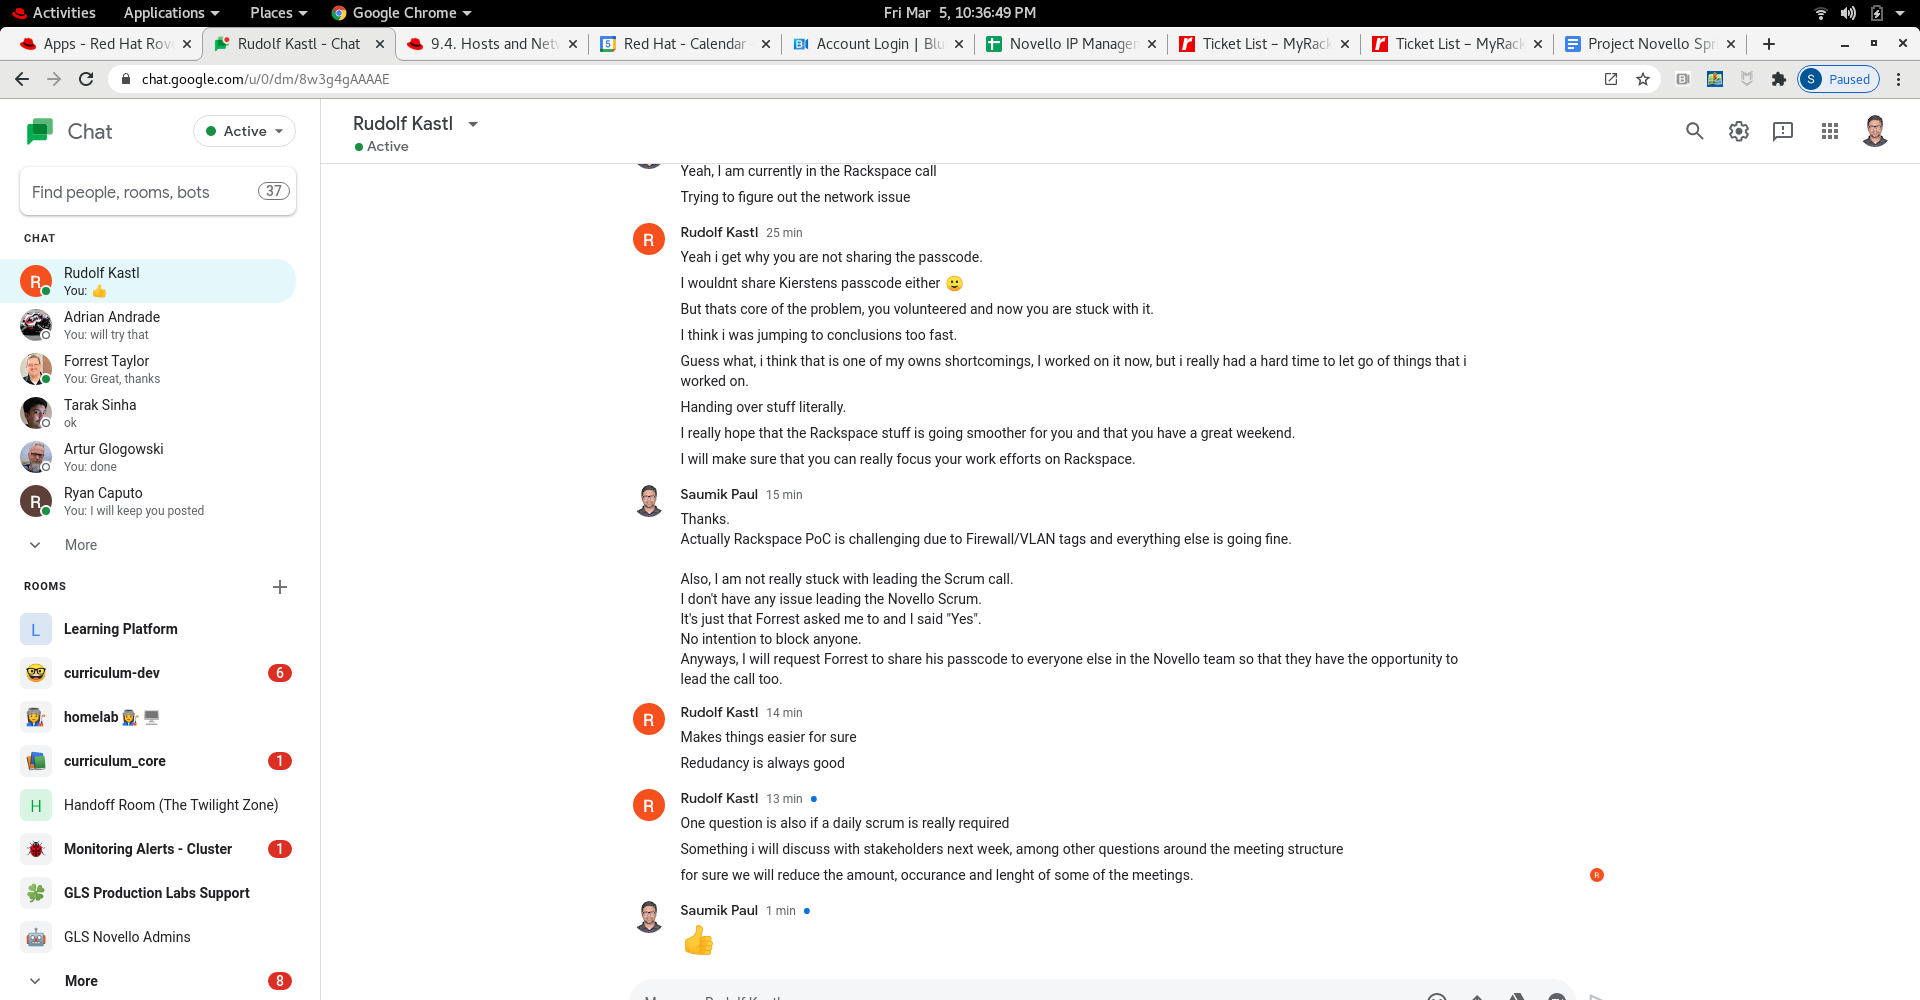 Activities Applications Places Google Chrome Fri Mar 5, 10:36:49 PM
Apps - Red Hat Rov Rudolf Kastl - Chat 9.4. Hosts and Net Red Hat - Calendar Account Login | Blu Novello IP Manager Ticket List – MyRack Ticket List – MyRack Project Novello Spr
chat.google.com/u/0/dm/8w3g4gAAAAE S Paused
Chat Active
Find people, rooms, bots 37
CHAT
R Rudolf Kastl
You: 👍
Adrian Andrade
You: will try that
Forrest Taylor
You: Great, thanks
Tarak Sinha
ok
Artur Glogowski
You: done
R Ryan Caputo
You: I will keep you posted
More
ROOMS
L Learning Platform
curriculum-dev 6
homelab
curriculum_core 1
H Handoff Room (The Twilight Zone)
Monitoring Alerts - Cluster 1
GLS Production Labs Support
GLS Novello Admins
More 8
Rudolf Kastl
Active
Yeah, I am currently in the Rackspace call
Trying to figure out the network issue
R Rudolf Kastl 25 min
Yeah i get why you are not sharing the passcode.
I wouldnt share Kierstens passcode either 🙂
But thats core of the problem, you volunteered and now you are stuck with it.
I think i was jumping to conclusions too fast.
Guess what, i think that is one of my owns shortcomings, I worked on it now, but i really had a hard time to let go of things that i
worked on.
Handing over stuff literally.
I really hope that the Rackspace stuff is going smoother for you and that you have a great weekend.
I will make sure that you can really focus your work efforts on Rackspace.
Saumik Paul 15 min
Thanks.
Actually Rackspace PoC is challenging due to Firewall/VLAN tags and everything else is going fine.
Also, I am not really stuck with leading the Scrum call.
I don't have any issue leading the Novello Scrum.
It's just that Forrest asked me to and I said "Yes".
No intention to block anyone.
Anyways, I will request Forrest to share his passcode to everyone else in the Novello team so that they have the opportunity to
lead the call too.
R Rudolf Kastl 14 min
Makes things easier for sure
Redudancy is always good
R Rudolf Kastl 13 min
One question is also if a daily scrum is really required
Something i will discuss with stakeholders next week, among other questions around the meeting structure
for sure we will reduce the amount, occurance and lenght of some of the meetings.
R
Saumik Paul 1 min
👍